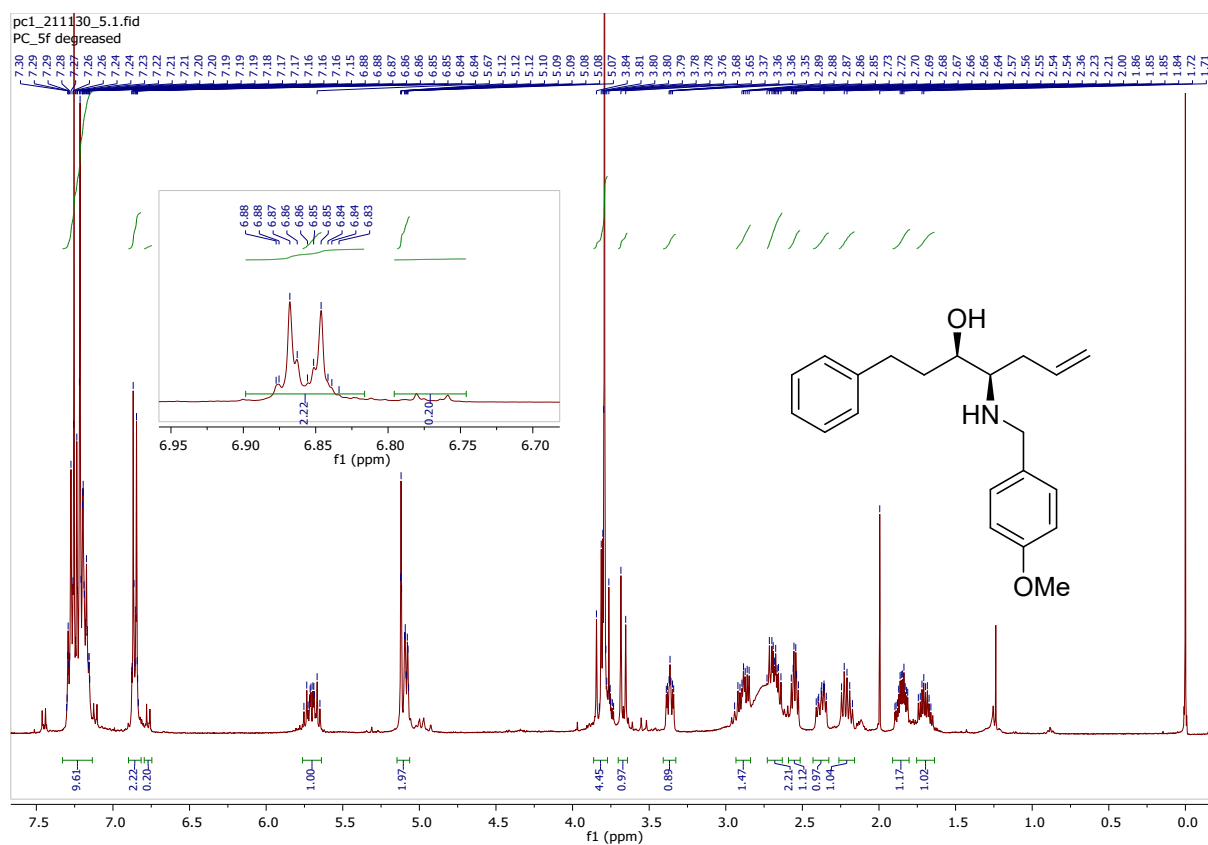 pc1_211130_5.1.fid
PC_5f degreased
7.30 7.29 7.29 7.28 7.27 7.26 7.26 7.24 7.24 7.23 7.22 7.21 7.21 7.20 7.20 7.19 7.19 7.19 7.18 7.17 7.17 7.16 7.16 7.16 7.15 6.88 6.88 6.87 6.86 6.86 6.85 6.85 6.84 6.84 5.67 5.12 5.12 5.10 5.09 5.09 5.08 5.08 5.07 3.84 3.81 3.80 3.80 3.79 3.78 3.78 3.76 3.68 3.65 3.37 3.36 3.36 3.35 2.89 2.88 2.87 2.86 2.85 2.73 2.72 2.70 2.69 2.68 2.67 2.66 2.66 2.64 2.57 2.56 2.55 2.54 2.54 2.36 2.23 2.21 2.00 1.86 1.85 1.84 1.84 1.72 1.71
6.88 6.88 6.87 6.86 6.86 6.85 6.85 6.84 6.84 6.83
2.22 0.20
6.95 6.90 6.85 6.80 6.75 6.70
f1 (ppm)
OH
HN
OMe
9.61 2.22 0.20 1.00 1.97 4.45 0.97 0.89 1.47 2.21 1.12 0.97 1.04 1.17 1.02
7.5 7.0 6.5 6.0 5.5 5.0 4.5 4.0 3.5 3.0 2.5 2.0 1.5 1.0 0.5 0.0
f1 (ppm)